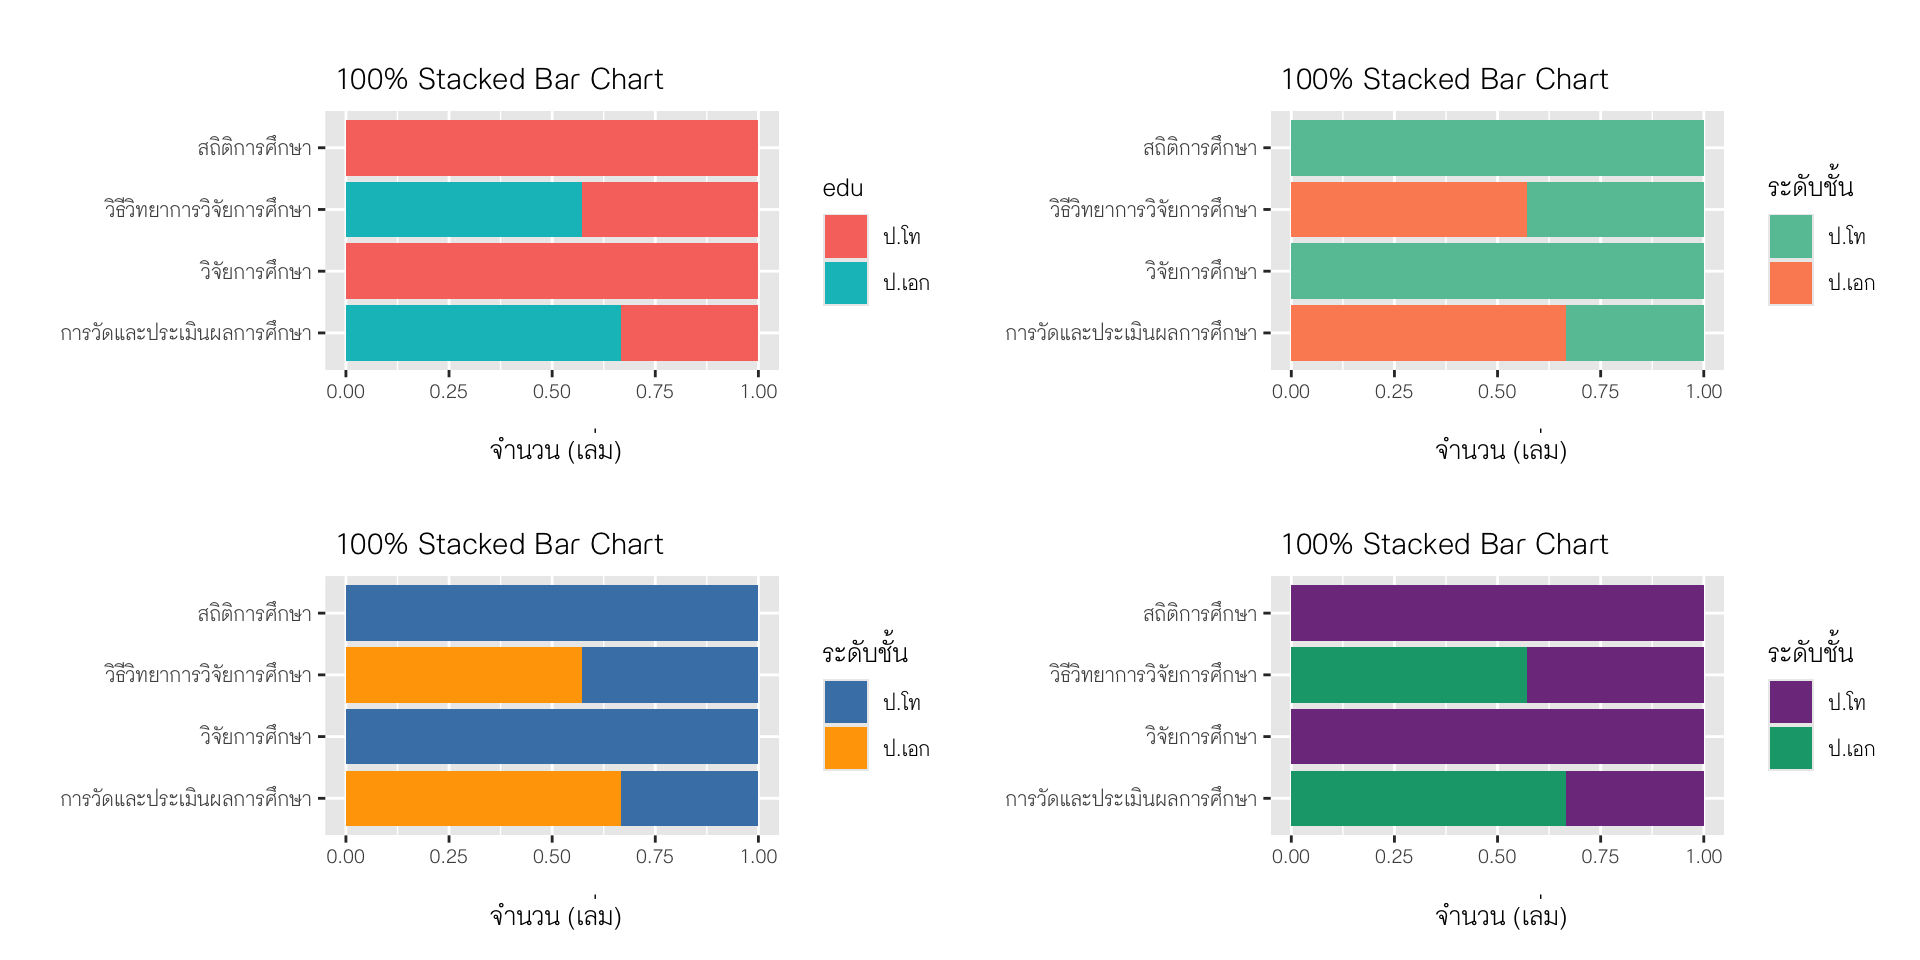 100% Stacked Bar Chart
สถิติการศึกษา
วิธีวิทยาการวิจัยการศึกษา
วิจัยการศึกษา
การวัดและประเมินผลการศึกษา
0.00 0.25 0.50 0.75 1.00
จำนวน (เล่ม)
edu
ป.โท
ป.เอก
100% Stacked Bar Chart
สถิติการศึกษา
วิธีวิทยาการวิจัยการศึกษา
วิจัยการศึกษา
การวัดและประเมินผลการศึกษา
0.00 0.25 0.50 0.75 1.00
จำนวน (เล่ม)
ระดับชั้น
ป.โท
ป.เอก
100% Stacked Bar Chart
สถิติการศึกษา
วิธีวิทยาการวิจัยการศึกษา
วิจัยการศึกษา
การวัดและประเมินผลการศึกษา
0.00 0.25 0.50 0.75 1.00
จำนวน (เล่ม)
ระดับชั้น
ป.โท
ป.เอก
100% Stacked Bar Chart
สถิติการศึกษา
วิธีวิทยาการวิจัยการศึกษา
วิจัยการศึกษา
การวัดและประเมินผลการศึกษา
0.00 0.25 0.50 0.75 1.00
จำนวน (เล่ม)
ระดับชั้น
ป.โท
ป.เอก